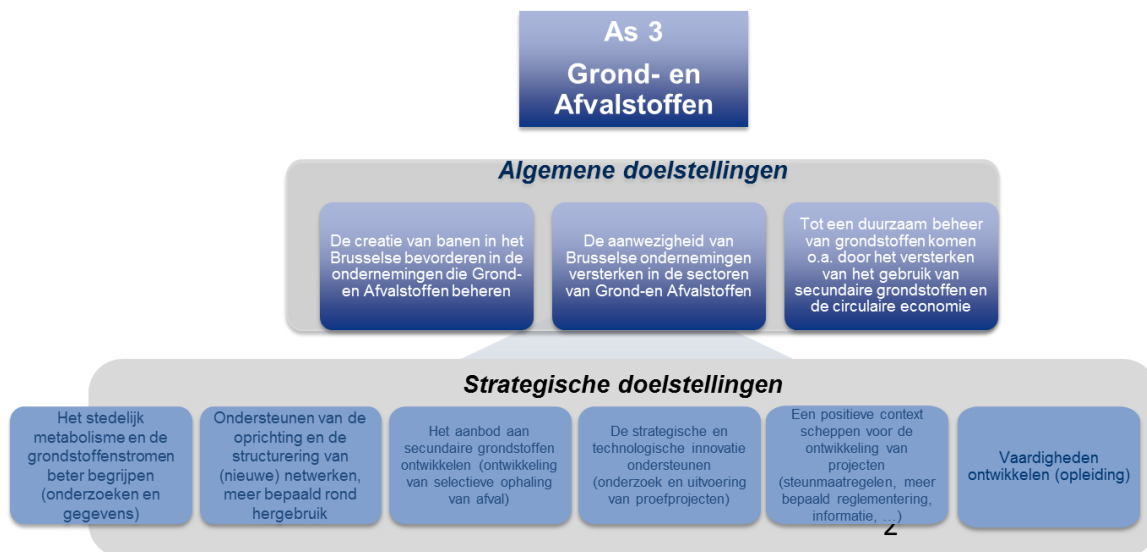 As 3
Grond- en
Afvalstoffen
Algemene doelstellingen
De creatie van banen in het
Brusselse bevorderen in de
ondernemingen die Grond-
en Afvalstoffen beheren
De aanwezigheid van
Brusselse ondernemingen
versterken in de sectoren
van Grond-en Afvalstoffen
Tot een duurzaam beheer
van grondstoffen komen
o.a. door het versterken
van het gebruik van
secundaire grondstoffen en
de circulaire economie
Strategische doelstellingen
Het stedelijk
metabolisme en de
grondstoffenstromen
beter begrijpen
(onderzoeken en
gegevens)
Ondersteunen van de
oprichting en de
structurering van
(nieuwe) netwerken,
meer bepaald rond
hergebruik
Het aanbod aan
secundaire grondstoffen
ontwikkelen (ontwikkeling
van selectieve ophaling
van afval)
De strategische en
technologische innovatie
ondersteunen
(onderzoek en uitvoering
van proefprojecten)
Een positieve context
scheppen voor de
ontwikkeling van
projecten
(steunmaatregelen, meer
bepaald reglementering,
informatie, ...)
Vaardigheden
ontwikkelen (opleiding)
2